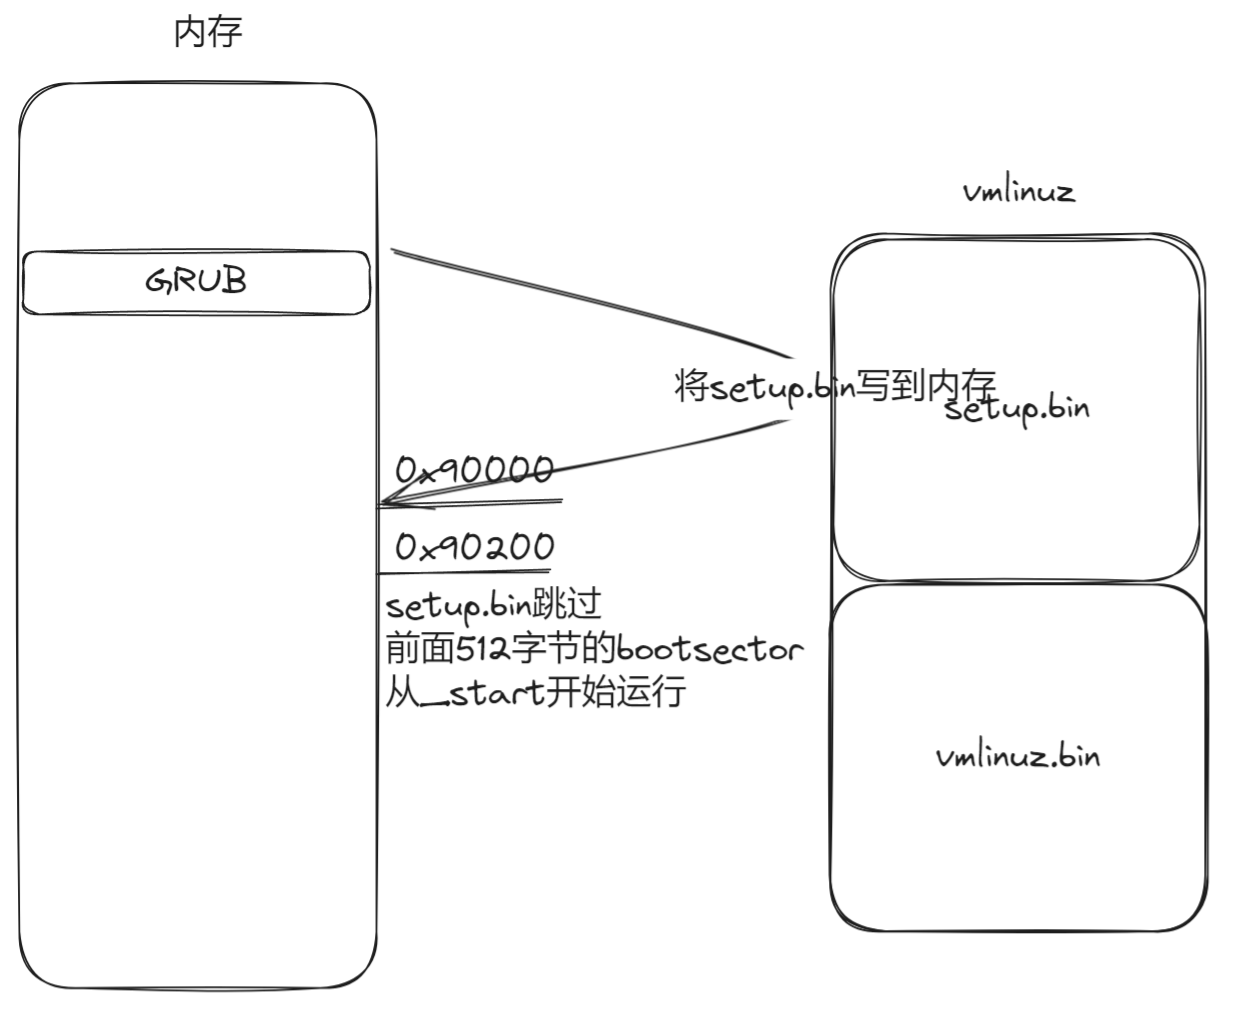 内存
vmlinuz
GRUB
将setup.bin写到内存
setup.bin
0x90000
0x90200
setup.bin跳过
前面512字节的bootsector
从_start开始运行
vmlinuz.bin